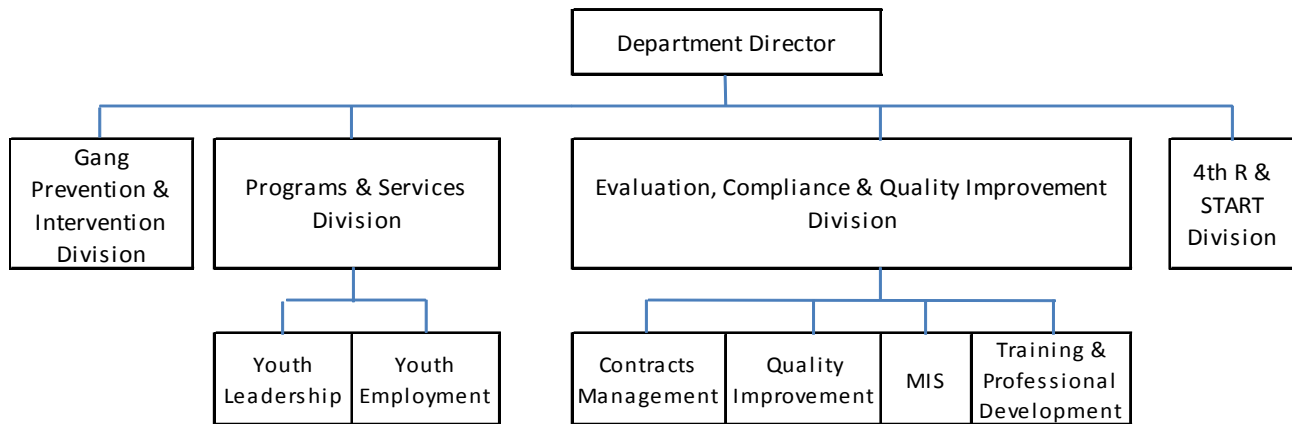 Department Director
Gang
Prevention &
Intervention
Division
Programs & Services
Division
Evaluation, Compliance & Quality Improvement
Division
4th R &
START
Division
Youth
Leadership
Youth
Employment
Contracts
Management
Quality
Improvement
MIS
Training &
Professional
Development